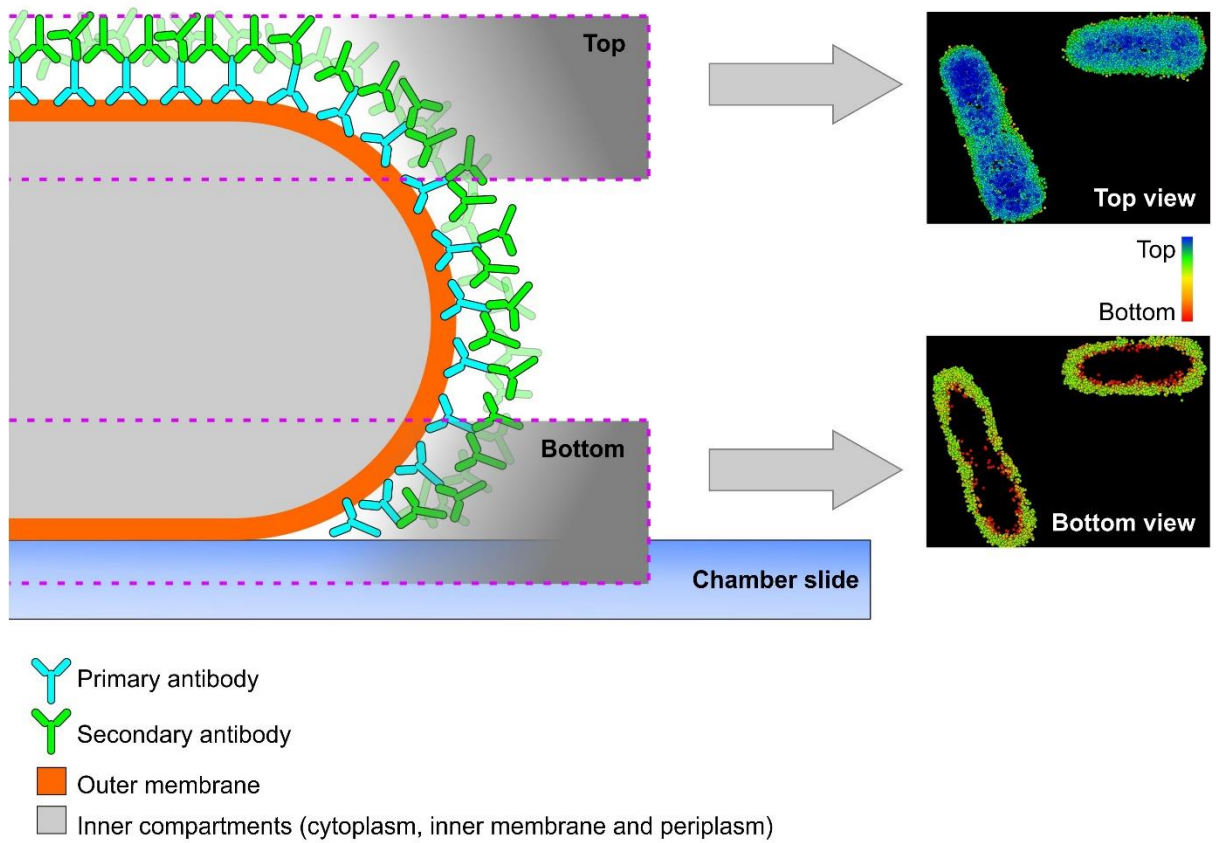 Top
Top view
Top
Bottom
Bottom
Bottom view
Chamber slide
Primary antibody
Secondary antibody
Outer membrane
Inner compartments (cytoplasm, inner membrane and periplasm)